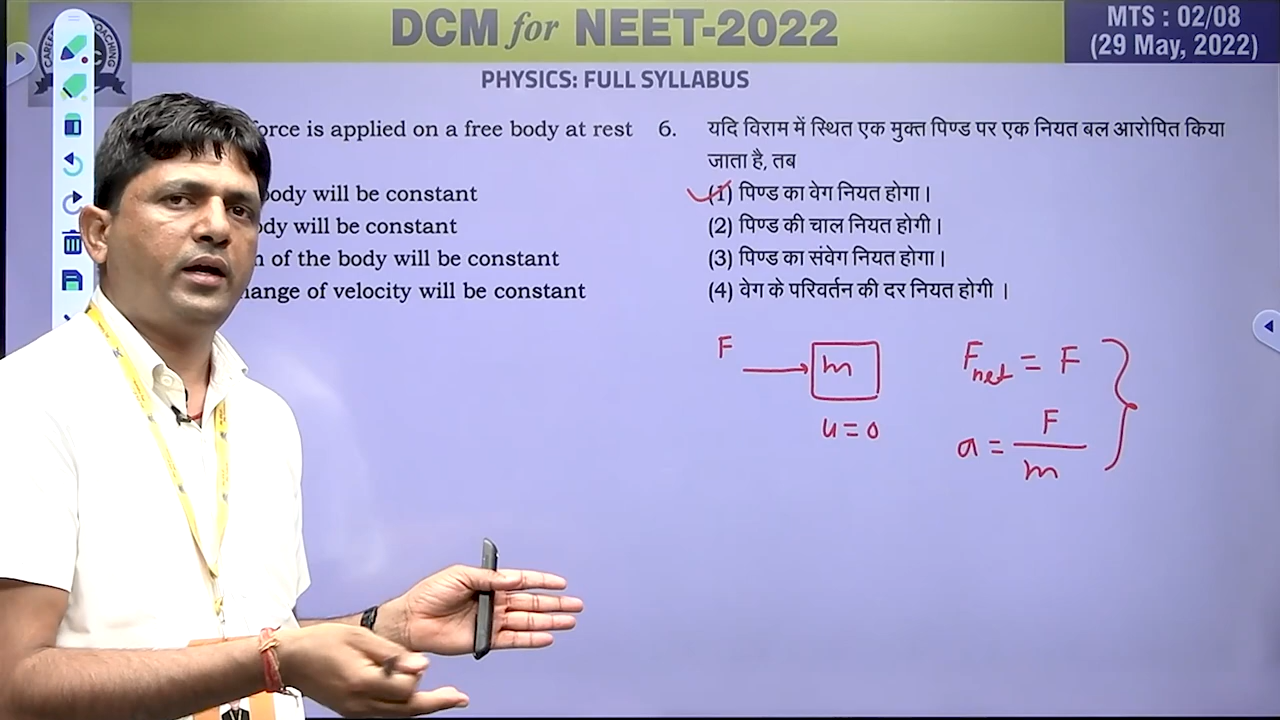 DCM for NEET-2022
MTS : 02/08
(29 May, 2022)
PHYSICS: FULL SYLLABUS
force is applied on a free body at rest
body will be constant
will be constant
of the body will be constant
of velocity will be constant
6. यदि विराम में स्थित एक मुक्त पिण्ड पर एक नियत बल आरोपित किया
जाता है, तब
(1) पिण्ड का वेग नियत होगा।
(2) पिण्ड की चाल नियत होगी।
(3) पिण्ड का संवेग नियत होगा।
(4) वेग के परिवर्तन की दर नियत होगी ।
F
m
u=0
Fnet = F
a = F/m